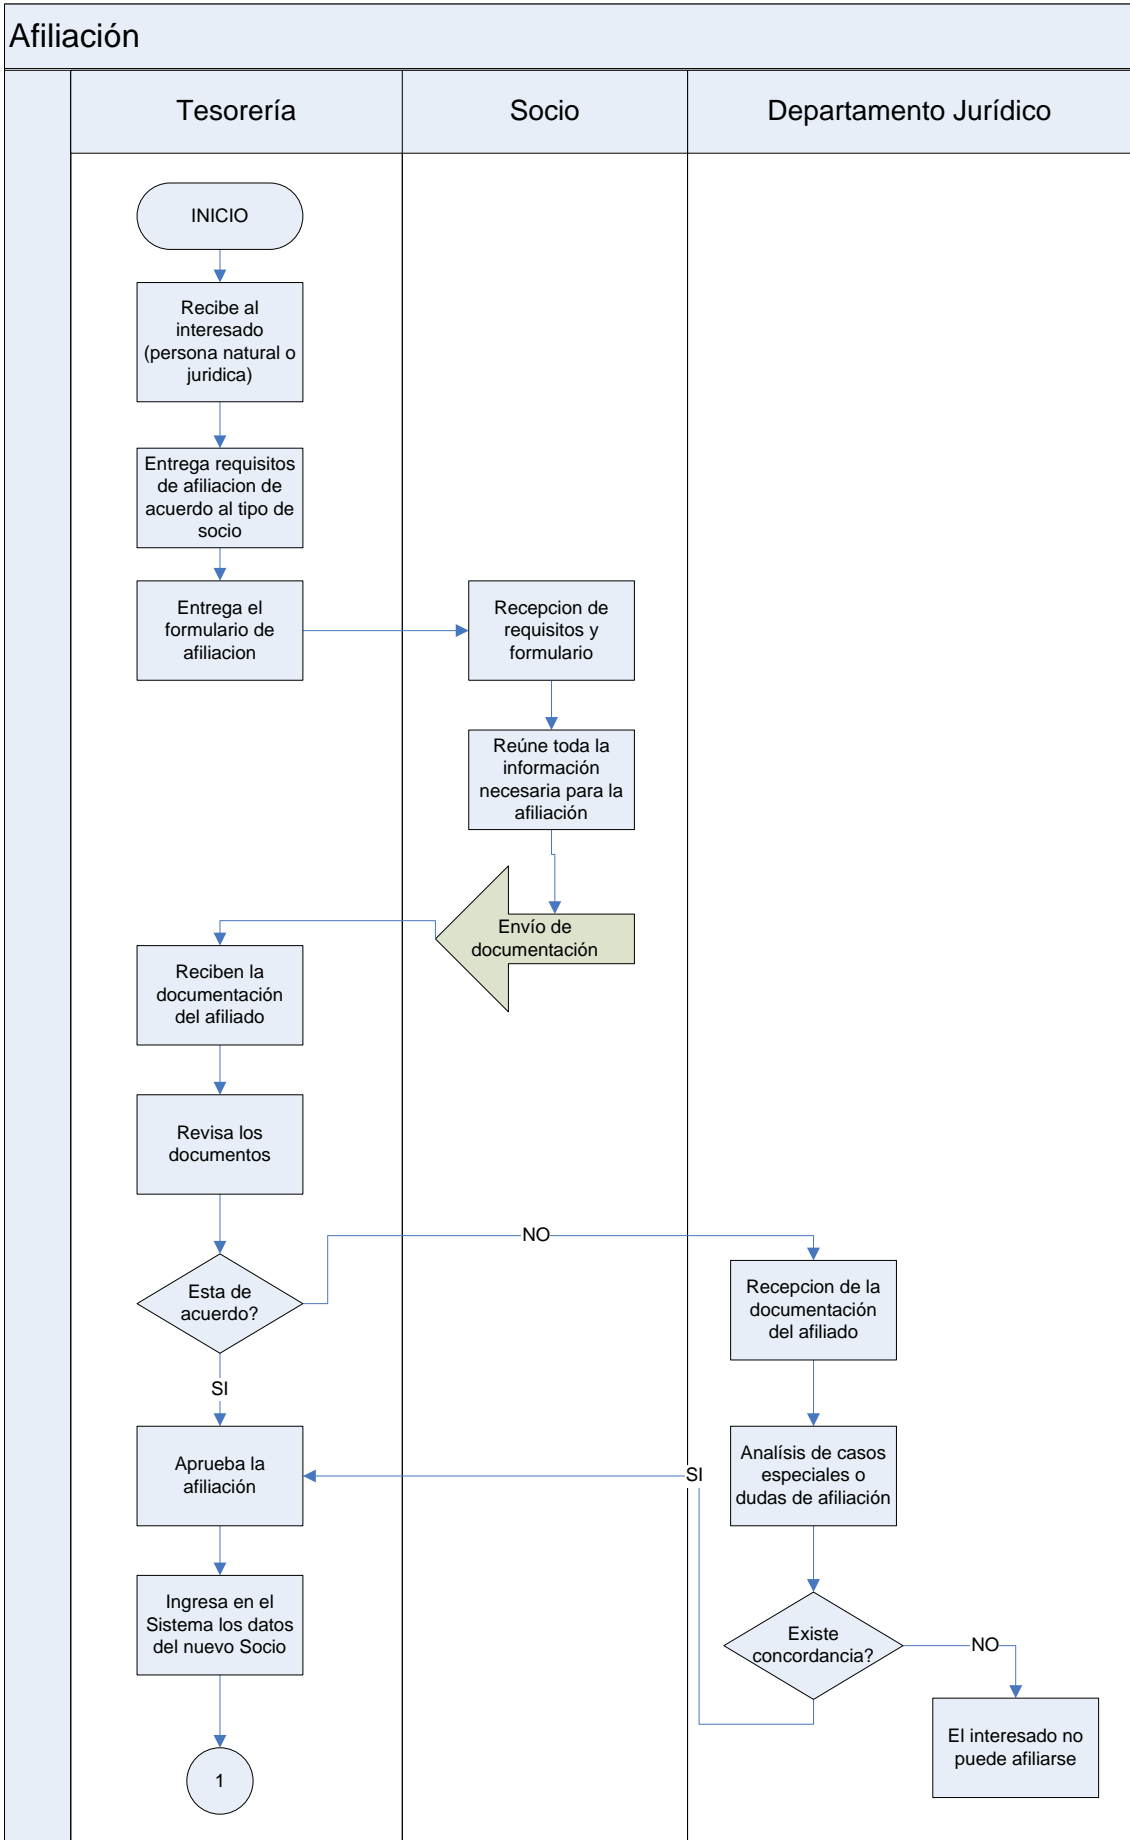 Afiliación
Tesorería
Socio
Departamento Jurídico
INICIO
Recibe al
interesado
(persona natural o
juridica)
Entrega requisitos
de afiliacion de
acuerdo al tipo de
socio
Entrega el
formulario de
afiliacion
Recepcion de
requisitos y
formulario
Reúne toda la
información
necesaria para la
afiliación
Envío de
documentación
Reciben la
documentación
del afiliado
Revisa los
documentos
Esta de
acuerdo?
NO
SI
Recepcion de la
documentación
del afiliado
Analísis de casos
especiales o
dudas de afiliación
SI
Aprueba la
afiliación
Ingresa en el
Sistema los datos
del nuevo Socio
Existe
concordancia?
NO
El interesado no
puede afiliarse
1